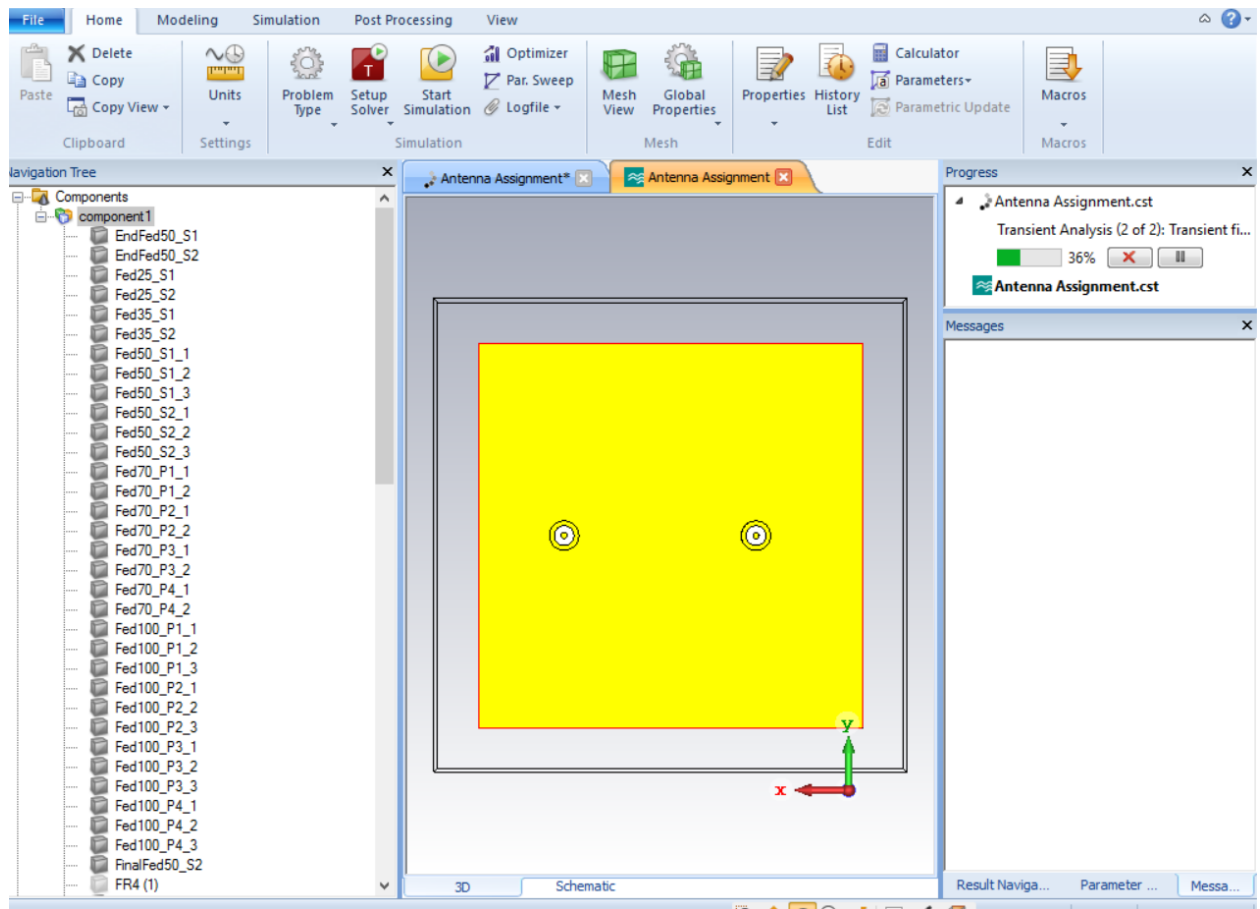 File Home Modeling Simulation Post Processing View
Paste
Delete
Copy
Copy View
Clipboard
Units
Settings
Problem Type
Setup Solver
Start Simulation
Optimizer
Par. Sweep
Logfile
Simulation
Mesh View
Global Properties
Mesh
Properties
History List
Calculator
Parameters
Parametric Update
Edit
Macros
Macros
Navigation Tree
Components
component1
EndFed50_S1
EndFed50_S2
Fed25_S1
Fed25_S2
Fed35_S1
Fed35_S2
Fed50_S1_1
Fed50_S1_2
Fed50_S1_3
Fed50_S2_1
Fed50_S2_2
Fed50_S2_3
Fed70_P1_1
Fed70_P1_2
Fed70_P2_1
Fed70_P2_2
Fed70_P3_1
Fed70_P3_2
Fed70_P4_1
Fed70_P4_2
Fed100_P1_1
Fed100_P1_2
Fed100_P1_3
Fed100_P2_1
Fed100_P2_2
Fed100_P2_3
Fed100_P3_1
Fed100_P3_2
Fed100_P3_3
Fed100_P4_1
Fed100_P4_2
Fed100_P4_3
FinalFed50_S2
FR4 (1)
Antenna Assignment* Antenna Assignment
y
x
3D Schematic
Progress
Antenna Assignment.cst
Transient Analysis (2 of 2): Transient fi...
36%
Antenna Assignment.cst
Messages
Result Naviga... Parameter ... Messa...